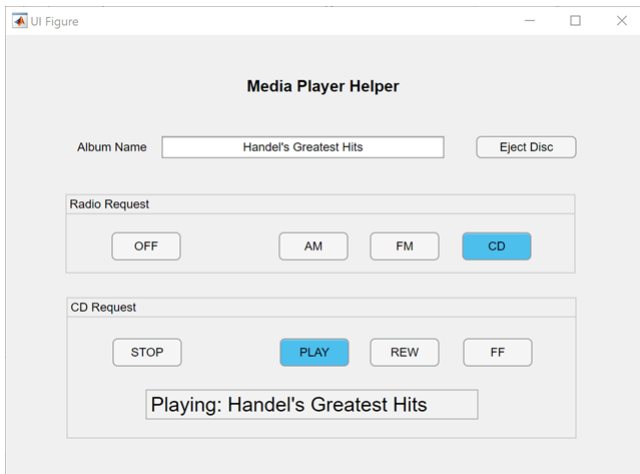 UI Figure
Media Player Helper
Album Name Handel's Greatest Hits Eject Disc
Radio Request
OFF AM FM CD
CD Request
STOP PLAY REW FF
Playing: Handel's Greatest Hits